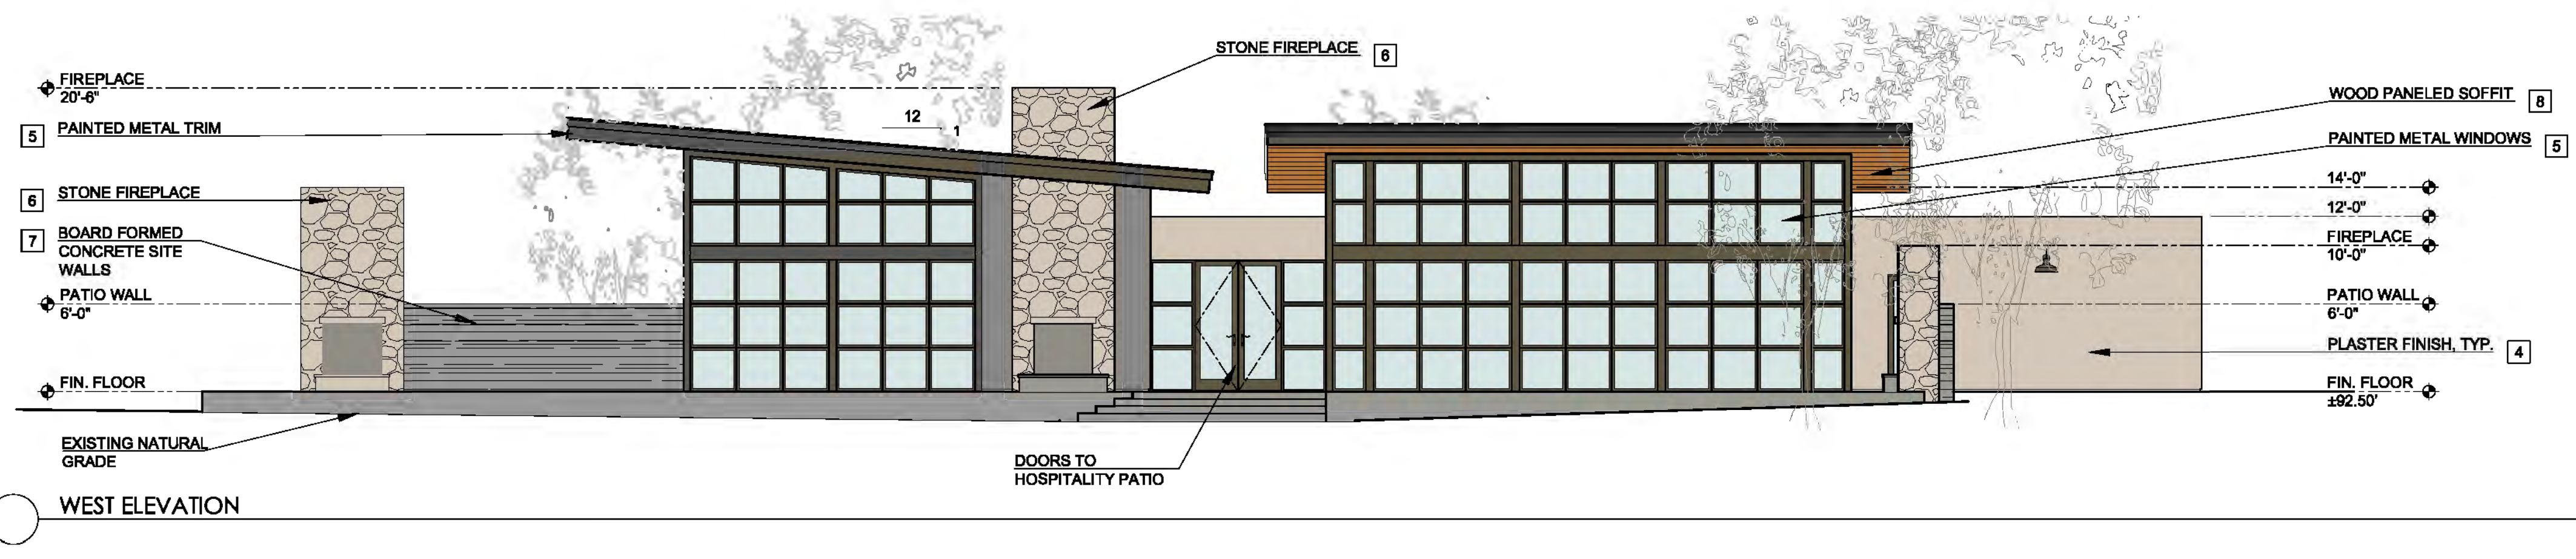 STONE FIREPLACE 6
FIREPLACE
20'-6"
5 PAINTED METAL TRIM
12
1
6 STONE FIREPLACE
7 BOARD FORMED
CONCRETE SITE
WALLS
PATIO WALL
6'-0"
FIN. FLOOR
EXISTING NATURAL
GRADE
DOORS TO
HOSPITALITY PATIO
WOOD PANELED SOFFIT 8
PAINTED METAL WINDOWS 5
14'-0"
12'-0"
FIREPLACE
10'-0"
PATIO WALL
6'-0"
PLASTER FINISH, TYP. 4
FIN. FLOOR
±92.50'
WEST ELEVATION